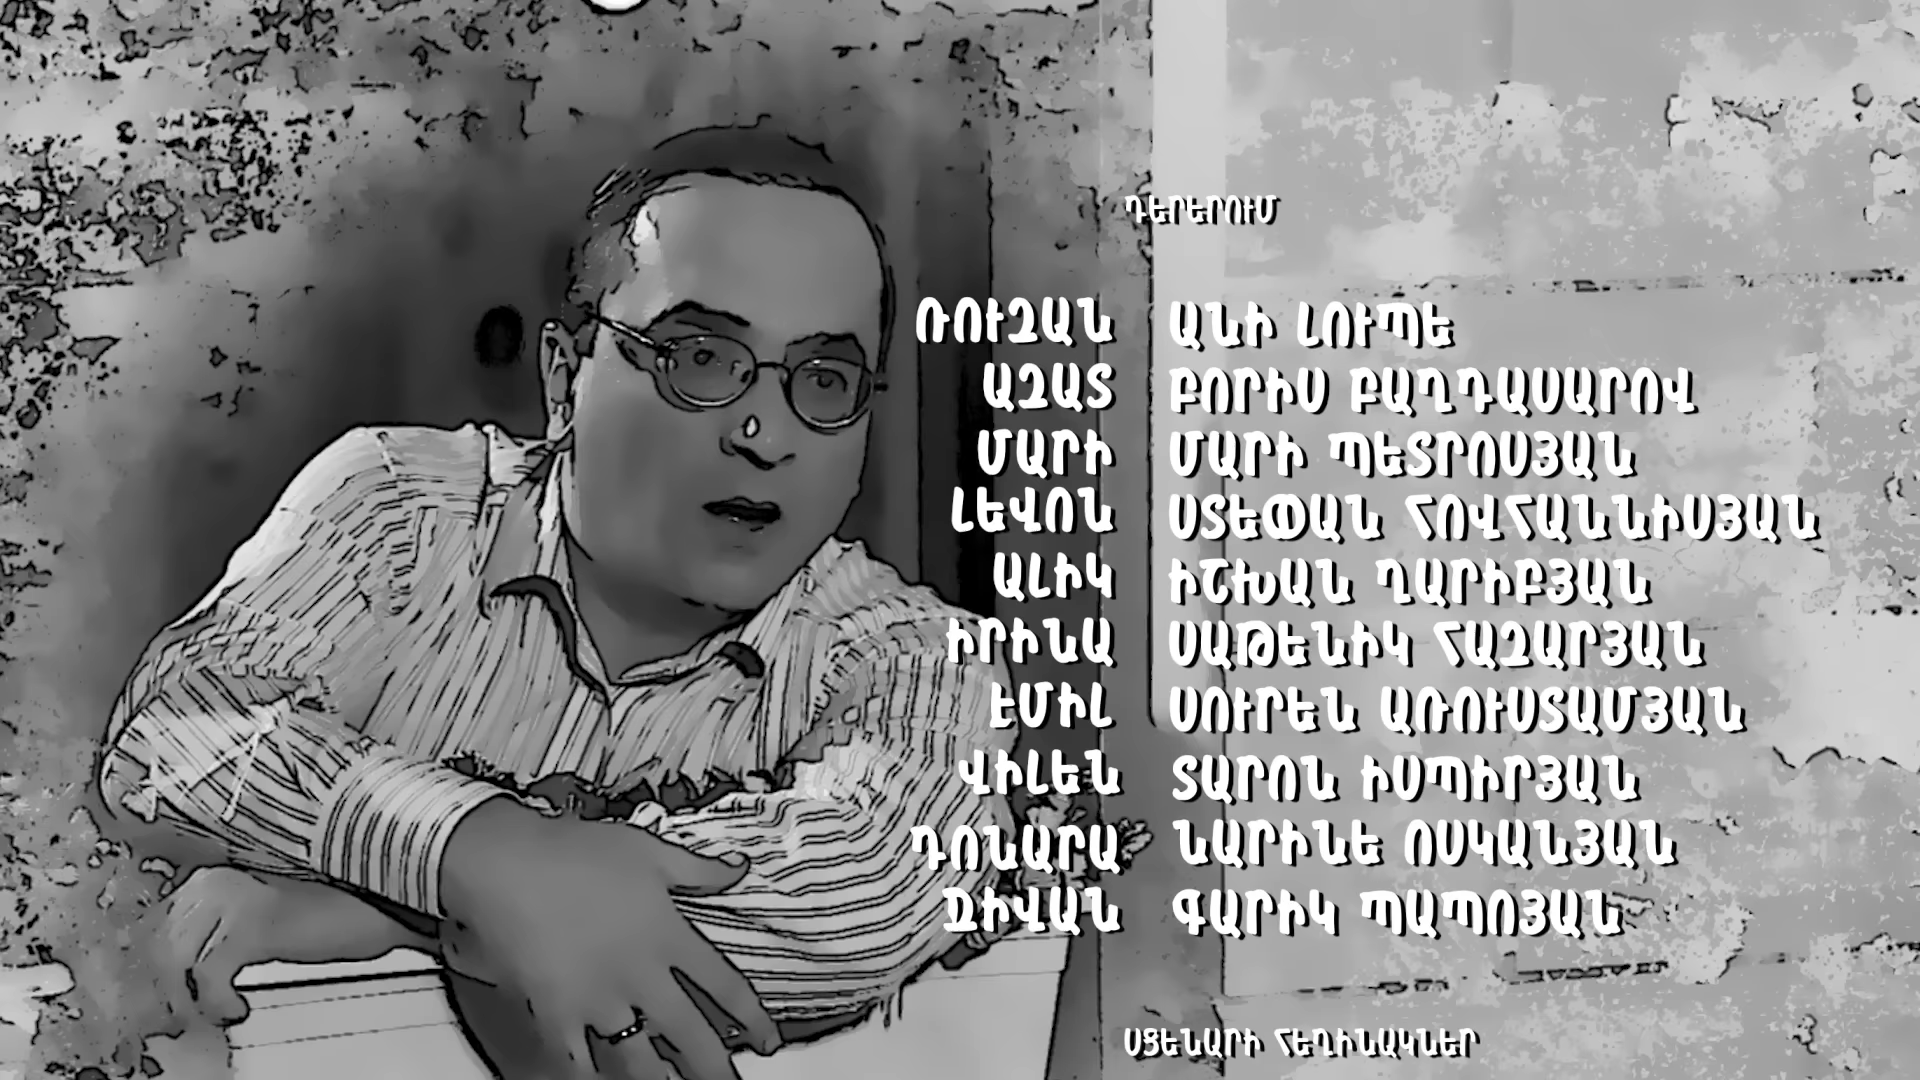 ԴԵՐԵՐՈՒՄ
ՌՈՒԶԱՆ ԱՆԻ ԼՈՒՊԵ
ԱԶԱՏ ԲՈՐԻՍ ԲԱՂԴԱՍԱՐՈՎ
ՄԱՐԻ ՄԱՐԻ ՊԵՏՐՈՍՅԱՆ
ԼԵՎՈՆ ՍՏԵՓԱՆ ՀՈՎՀԱՆՆԻՍՅԱՆ
ԱԼԻԿ ԻՇԽԱՆ ՂԱՐԻԲՅԱՆ
ԻՐԻՆԱ ՍԱԹԵՆԻԿ ՀԱԶԱՐՅԱՆ
ԷՄԻԼ ՍՈՒՐԵՆ ԱՌՈՒՍՏԱՄՅԱՆ
ՎԻԼԵՆ ՏԱՐՈՆ ԻՍՊԻՐՅԱՆ
ԴՈՆԱՐԱ ՆԱՐԻՆԵ ՈՍԿԱՆՅԱՆ
ՋԻՎԱՆ ԳԱՐԻԿ ՊԱՊՈՅԱՆ
ՍՑԵՆԱՐԻ ՀԵՂԻՆԱԿՆԵՐ